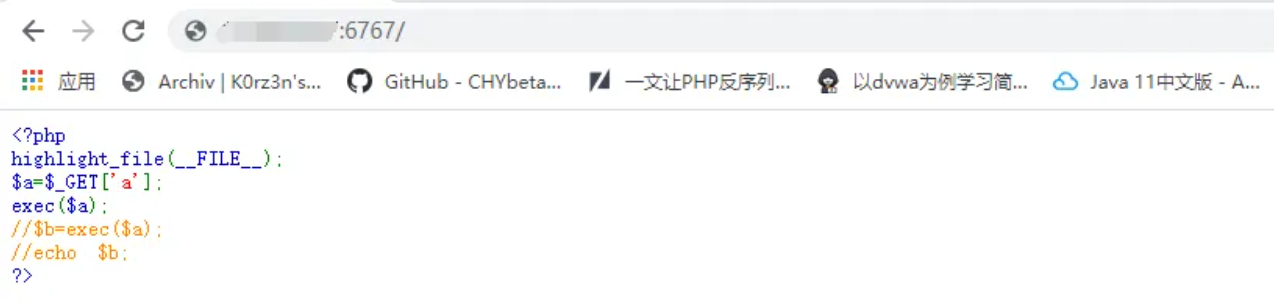 :6767/
应用 Archiv | K0rz3n's... GitHub - CHYbeta... 一文让PHP反序列... 以dvwa为例学习简... Java 11中文版 - A...
<?php
highlight_file(__FILE__);
$a=$_GET['a'];
exec($a);
//$b=exec($a);
//echo  $b;
?>